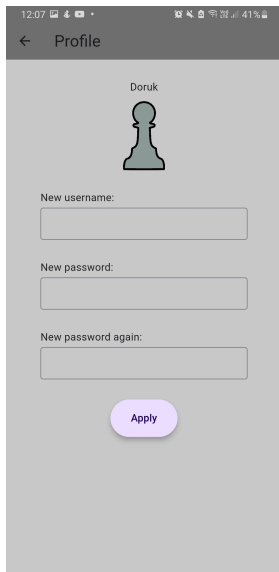 12:07 41%
Profile
Doruk
New username:
New password:
New password again:
Apply